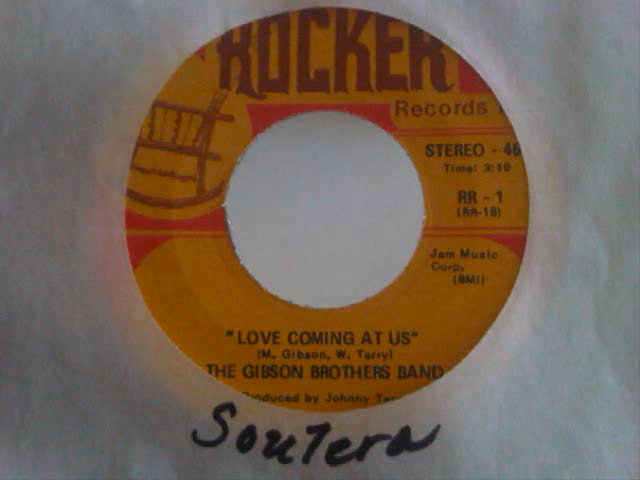 ROCKER
Records
STEREO - 46
Time: 3:10
RR - 1
(RR-1B)
Jam Music
Corp.
(BMI)
"LOVE COMING AT US"
(M. Gibson, W. Terry)
THE GIBSON BROTHERS BAND
Produced by Johnny